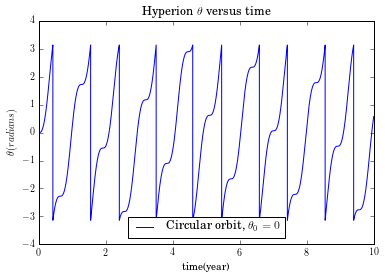 Hyperion θ versus time
4
3
2
1
0
−1
−2
−3
−4
θ(radians)
Circular orbit, θ₀ = 0
0 2 4 6 8 10
time(year)